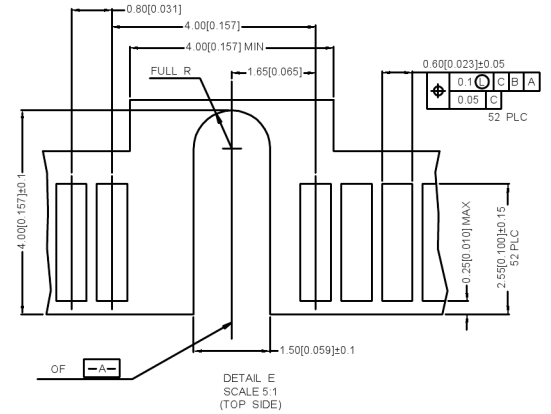 0.80[0.031]
4.00[0.157]
4.00[0.157] MIN
FULL R
1.65[0.065]
0.60[0.023]±0.05
0.1 Ⓛ C B A
0.05 C
52 PLC
4.00[0.157]±0.1
0.25[0.010] MAX
2.55[0.100]±0.15
52 PLC
1.50[0.059]±0.1
OF -A-
DETAIL E
SCALE 5:1
(TOP SIDE)